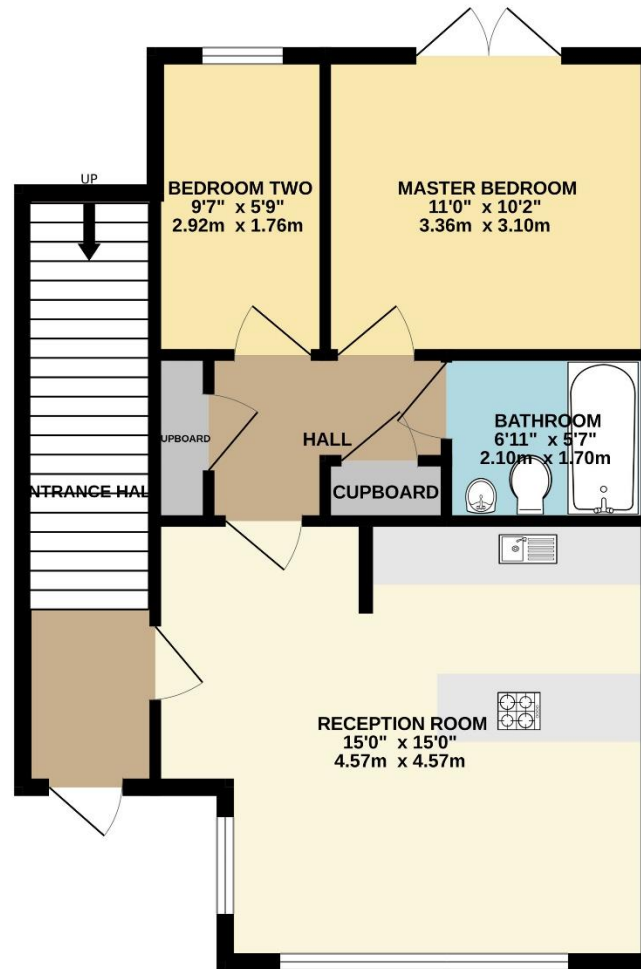 UP
BEDROOM TWO
9'7" x 5'9"
2.92m x 1.76m
MASTER BEDROOM
11'0" x 10'2"
3.36m x 3.10m
UPBOARD
HALL
CUPBOARD
BATHROOM
6'11" x 5'7"
2.10m x 1.70m
NTRANCE HAL
RECEPTION ROOM
15'0" x 15'0"
4.57m x 4.57m